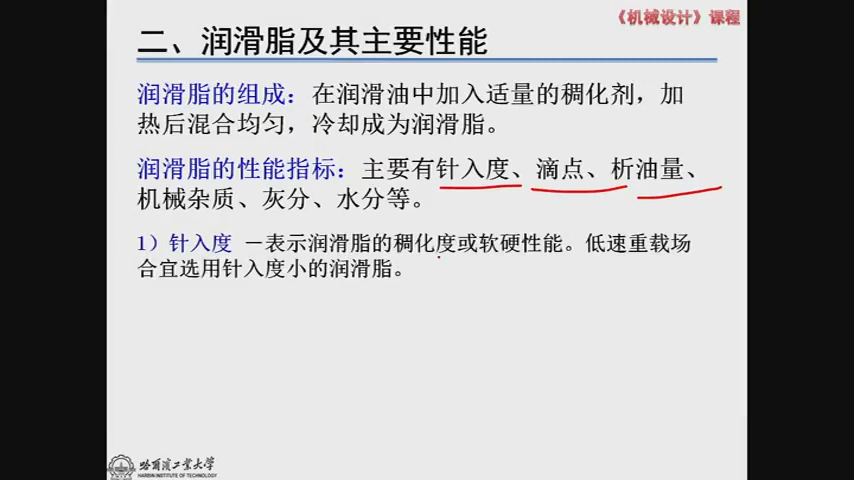 《机械设计》课程
二、润滑脂及其主要性能
润滑脂的组成：在润滑油中加入适量的稠化剂，加
热后混合均匀，冷却成为润滑脂。
润滑脂的性能指标：主要有针入度、滴点、析油量、
机械杂质、灰分、水分等。
1）针入度 －表示润滑脂的稠化度或软硬性能。低速重载场
合宜选用针入度小的润滑脂。
哈尔滨工业大学
HARBIN INSTITUTE OF TECHNOLOGY